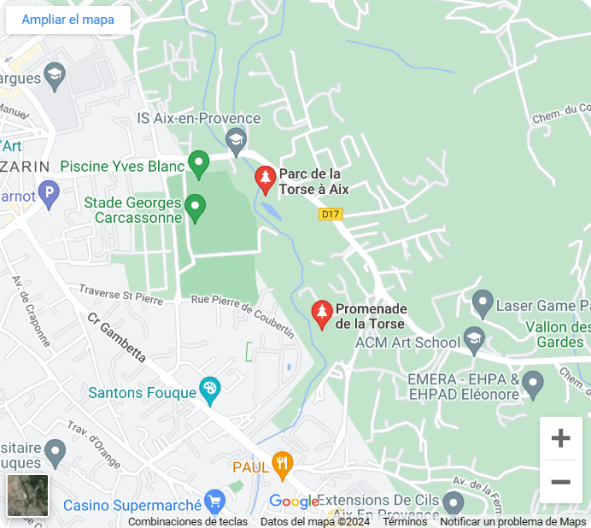 Ampliar el mapa
argues
Manuel
IS Aix-en-Provence
Chem. du Co
'Art
ZARIN
Piscine Yves Blanc
Parc de la
Torse à Aix
arnot
P
Stade Georges
Carcassonne
D17
Traverse St Pierre
Rue Pierre de Coubertin
Av. de Craponne
Cr Gambetta
Promenade
de la Torse
Laser Game Pa
Vallon des
Gardes
ACM Art School
EMERA - EHPA &
EHPAD Eléonore
Chem. d
Santons Fouque
Trav. d'Orange
sitaire
uques
PAUL
Av. de la Ferm
Casino Supermarché
Google
Extensions De Cils
Aix En Provence
+
−
Combinaciones de teclas
Datos del mapa ©2024
Términos
Notificar un problema de Maps